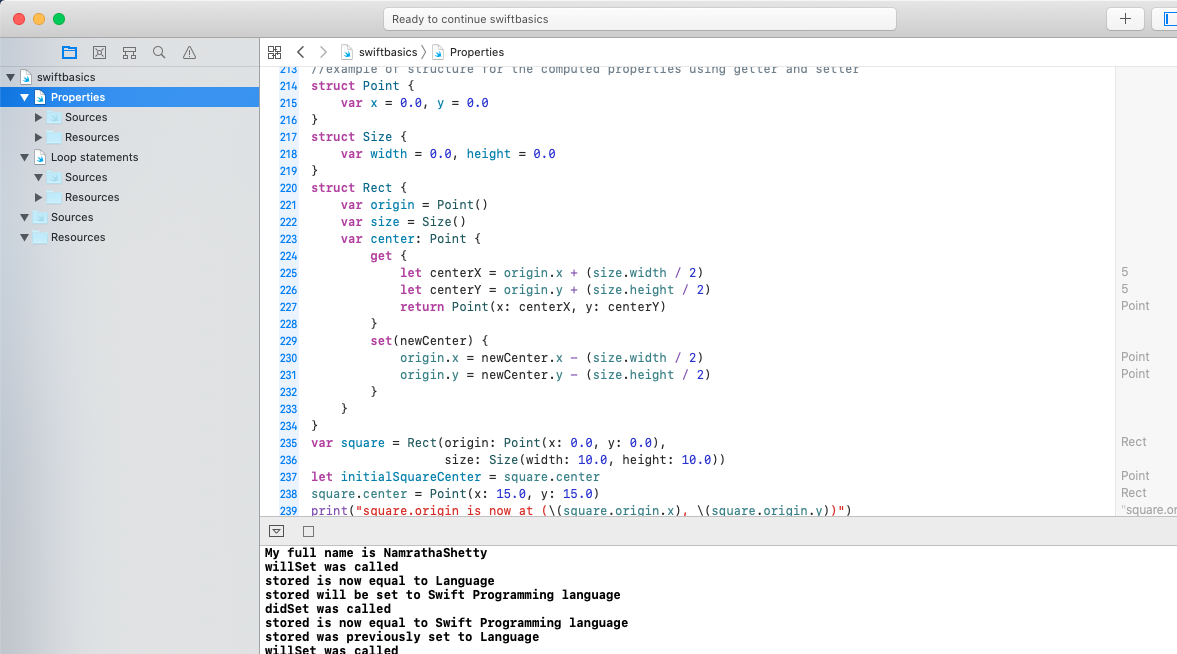 Ready to continue swiftbasics
swiftbasics
Properties
swiftbasics
Properties
Sources
Resources
Loop statements
Sources
Resources
Sources
Resources
213 //example of structure for the computed properties using getter and setter
214 struct Point {
215     var x = 0.0, y = 0.0
216 }
217 struct Size {
218     var width = 0.0, height = 0.0
219 }
220 struct Rect {
221     var origin = Point()
222     var size = Size()
223     var center: Point {
224         get {
225             let centerX = origin.x + (size.width / 2) 5
226             let centerY = origin.y + (size.height / 2) 5
227             return Point(x: centerX, y: centerY) Point
228         }
229         set(newCenter) {
230             origin.x = newCenter.x - (size.width / 2) Point
231             origin.y = newCenter.y - (size.height / 2) Point
232         }
233     }
234 }
235 var square = Rect(origin: Point(x: 0.0, y: 0.0), Rect
236                   size: Size(width: 10.0, height: 10.0))
237 let initialSquareCenter = square.center Point
238 square.center = Point(x: 15.0, y: 15.0) Rect
239 print("square.origin is now at (\(square.origin.x), \(square.origin.y))") "square.or
My full name is NamrathaShetty
willSet was called
stored is now equal to Language
stored will be set to Swift Programming language
didSet was called
stored is now equal to Swift Programming language
stored was previously set to Language
willSet was called